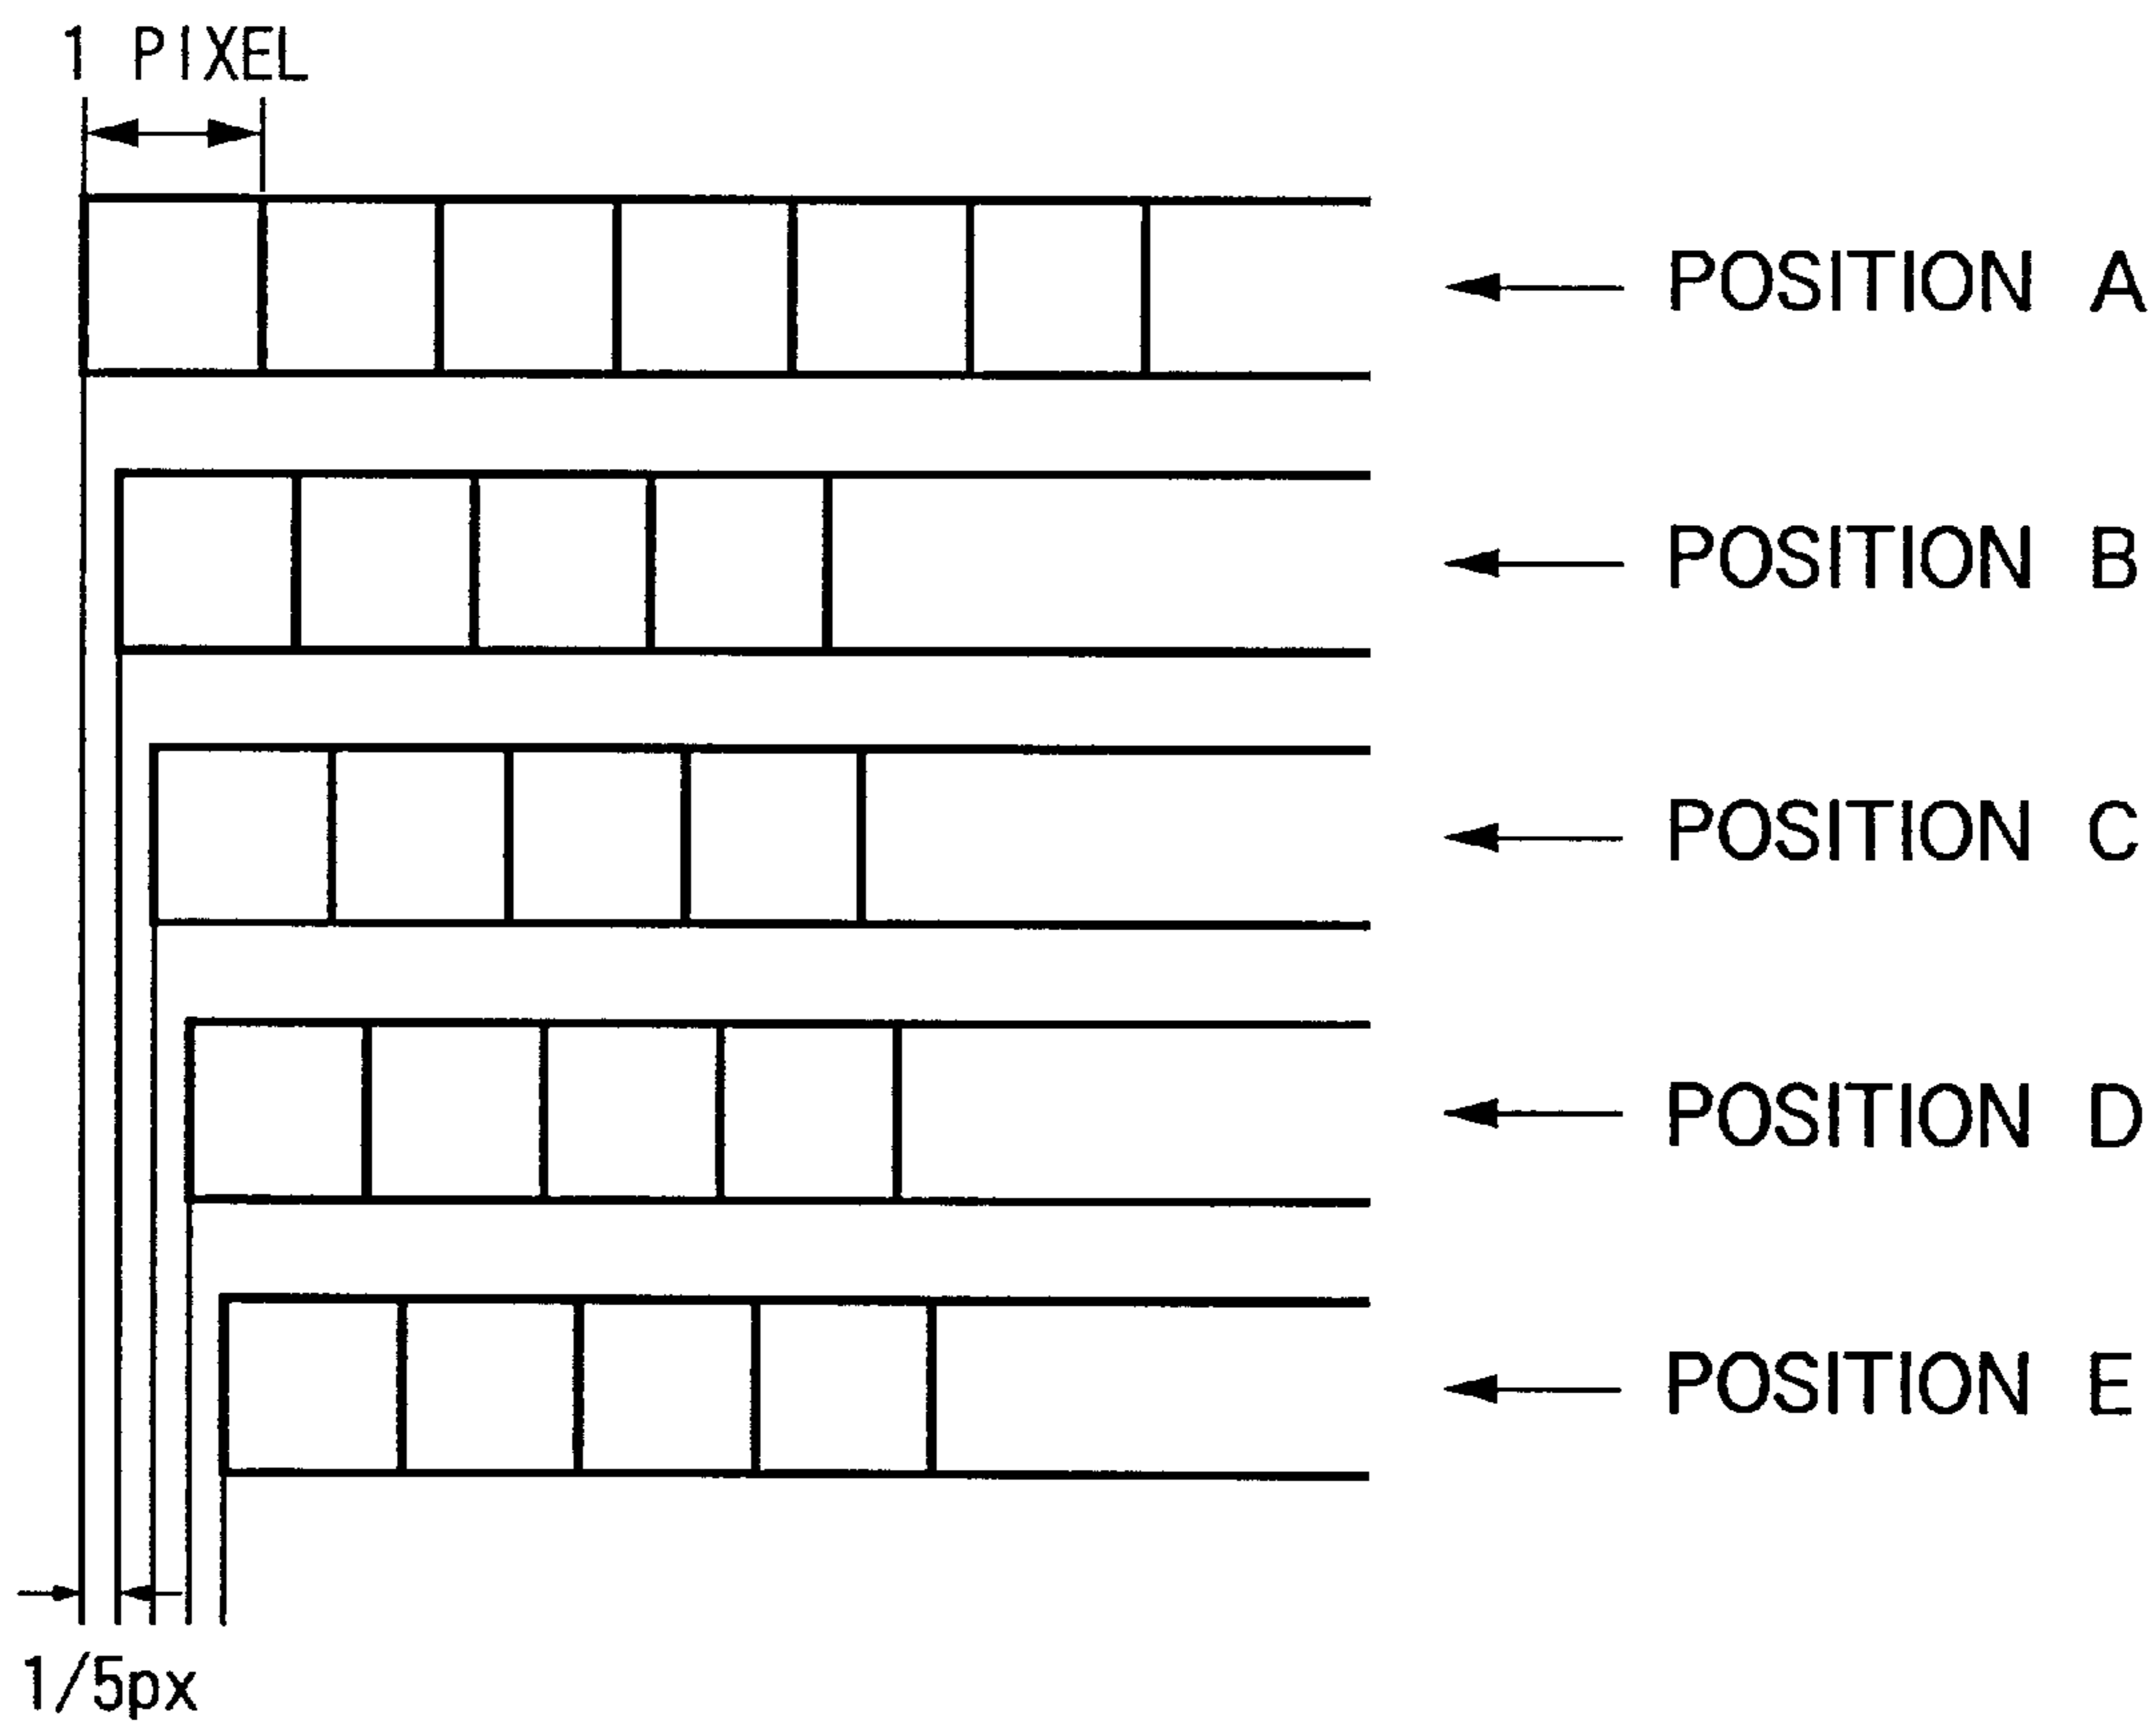 1 PIXEL
POSITION A
POSITION B
POSITION C
POSITION D
POSITION E
1/5px